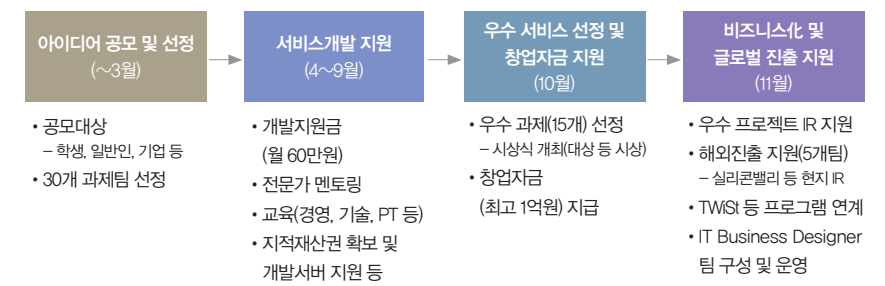 아이디어 공모 및 선정
(~3월)
• 공모대상
– 학생, 일반인, 기업 등
• 30개 과제팀 선정
서비스개발 지원
(4~9월)
• 개발지원금
(월 60만원)
• 전문가 멘토링
• 교육(경영, 기술, PT 등)
• 지적재산권 확보 및
개발서버 지원 등
우수 서비스 선정 및
창업자금 지원
(10월)
• 우수 과제(15개) 선정
– 시상식 개최(대상 등 시상)
• 창업자금
(최고 1억원) 지급
비즈니스化 및
글로벌 진출 지원
(11월)
• 우수 프로젝트 IR 지원
• 해외진출 지원(5개팀)
– 실리콘밸리 등 현지 IR
• TWiSt 등 프로그램 연계
• IT Business Designer
팀 구성 및 운영